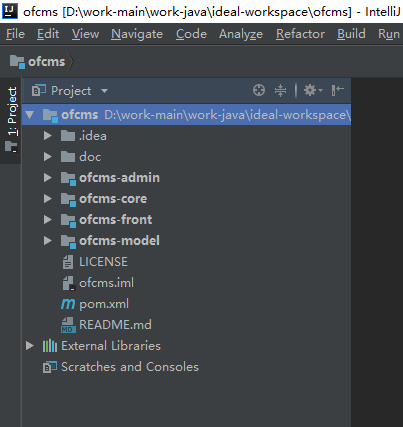 ofcms [D:\work-main\work-java\ideal-workspace\ofcms] - IntelliJ
File Edit View Navigate Code Analyze Refactor Build Run
ofcms
1: Project
Project
ofcms D:\work-main\work-java\ideal-workspace\
.idea
doc
ofcms-admin
ofcms-core
ofcms-front
ofcms-model
LICENSE
ofcms.iml
pom.xml
README.md
External Libraries
Scratches and Consoles